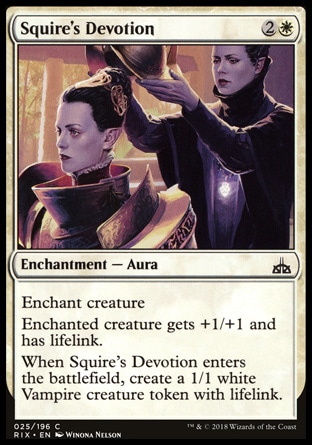 Squire's Devotion 2
Enchantment — Aura
Enchant creature
Enchanted creature gets +1/+1 and
has lifelink.
When Squire's Devotion enters
the battlefield, create a 1/1 white
Vampire creature token with lifelink.
025/196 C
RIX • EN Winona Nelson
™ & © 2018 Wizards of the Coast